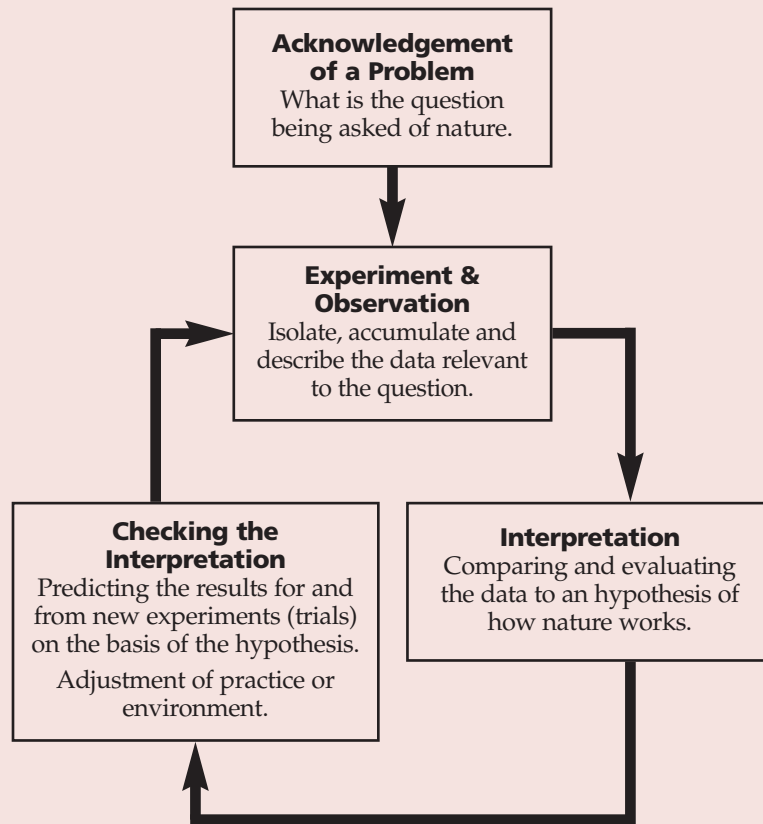 Acknowledgement
of a Problem
What is the question
being asked of nature.
Experiment &
Observation
Isolate, accumulate and
describe the data relevant
to the question.
Checking the
Interpretation
Predicting the results for and
from new experiments (trials)
on the basis of the hypothesis.
Adjustment of practice or
environment.
Interpretation
Comparing and evaluating
the data to an hypothesis of
how nature works.